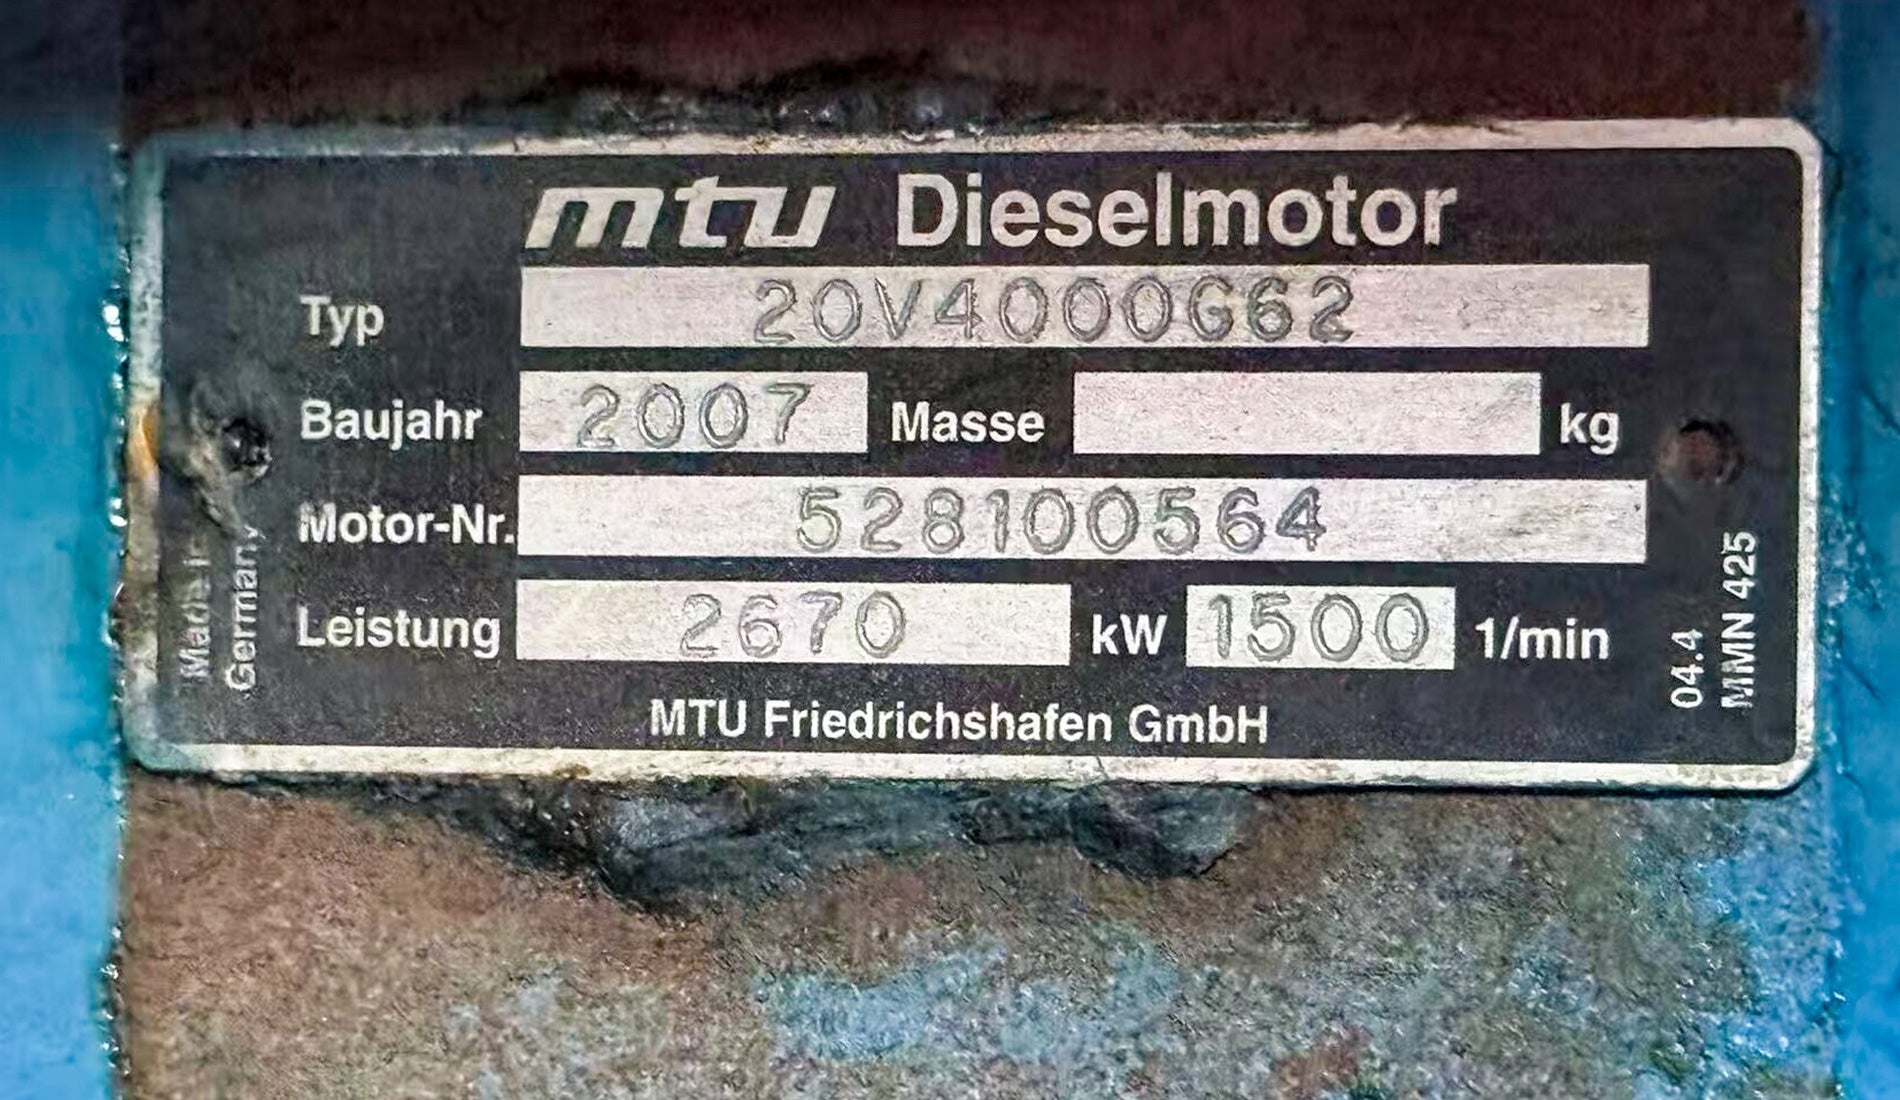 mtu Dieselmotor
Typ 20V4000G62
Baujahr 2007 Masse kg
Motor-Nr. 528100564
Leistung 2670 kW 1500 1/min
MTU Friedrichshafen GmbH
Germany
04.4
MMN 425